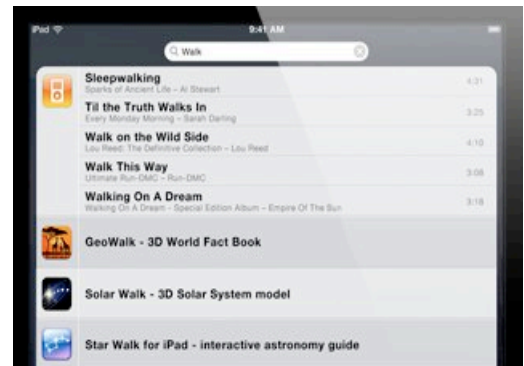 iPad
9:41 AM
Walk
Sleepwalking
Sparks of Ancient Life – Al Stewart
4:31
Til the Truth Walks In
Every Monday Morning – Sarah Darling
3:25
Walk on the Wild Side
Lou Reed: The Definitive Collection – Lou Reed
4:10
Walk This Way
Ultimate Run-DMC – Run-DMC
3:08
Walking On A Dream
Walking On A Dream - Special Edition Album – Empire Of The Sun
3:18
GeoWalk - 3D World Fact Book
Solar Walk - 3D Solar System model
Star Walk for iPad - interactive astronomy guide